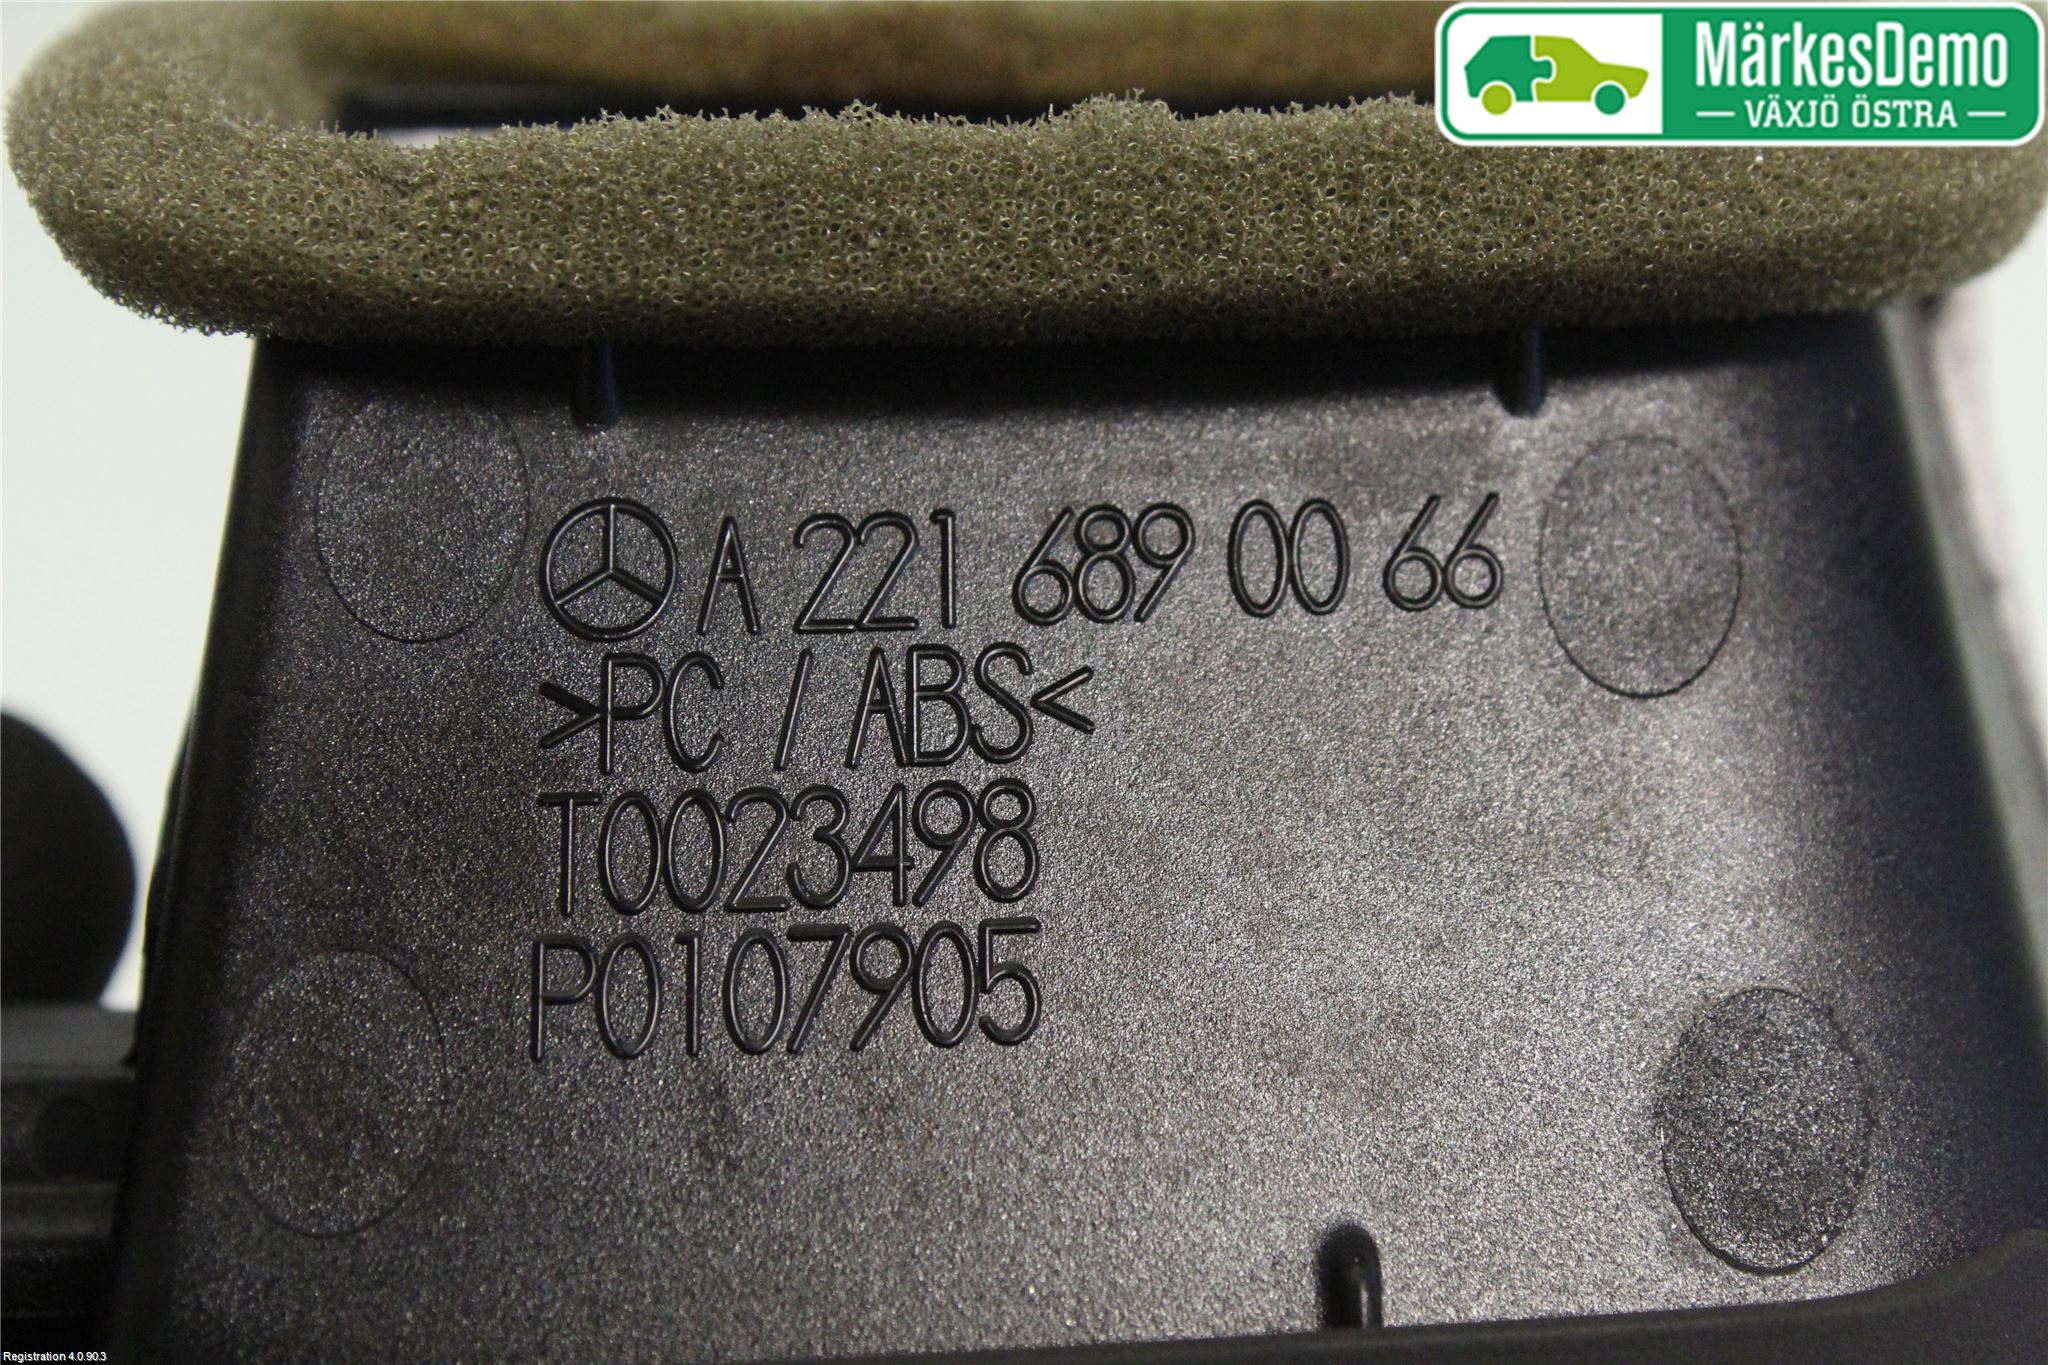 MärkesDemo
VÄXJÖ ÖSTRA
A 221 689 00 66
>PC / ABS<
T0023498
P0107905
Registration 4.0.90.3